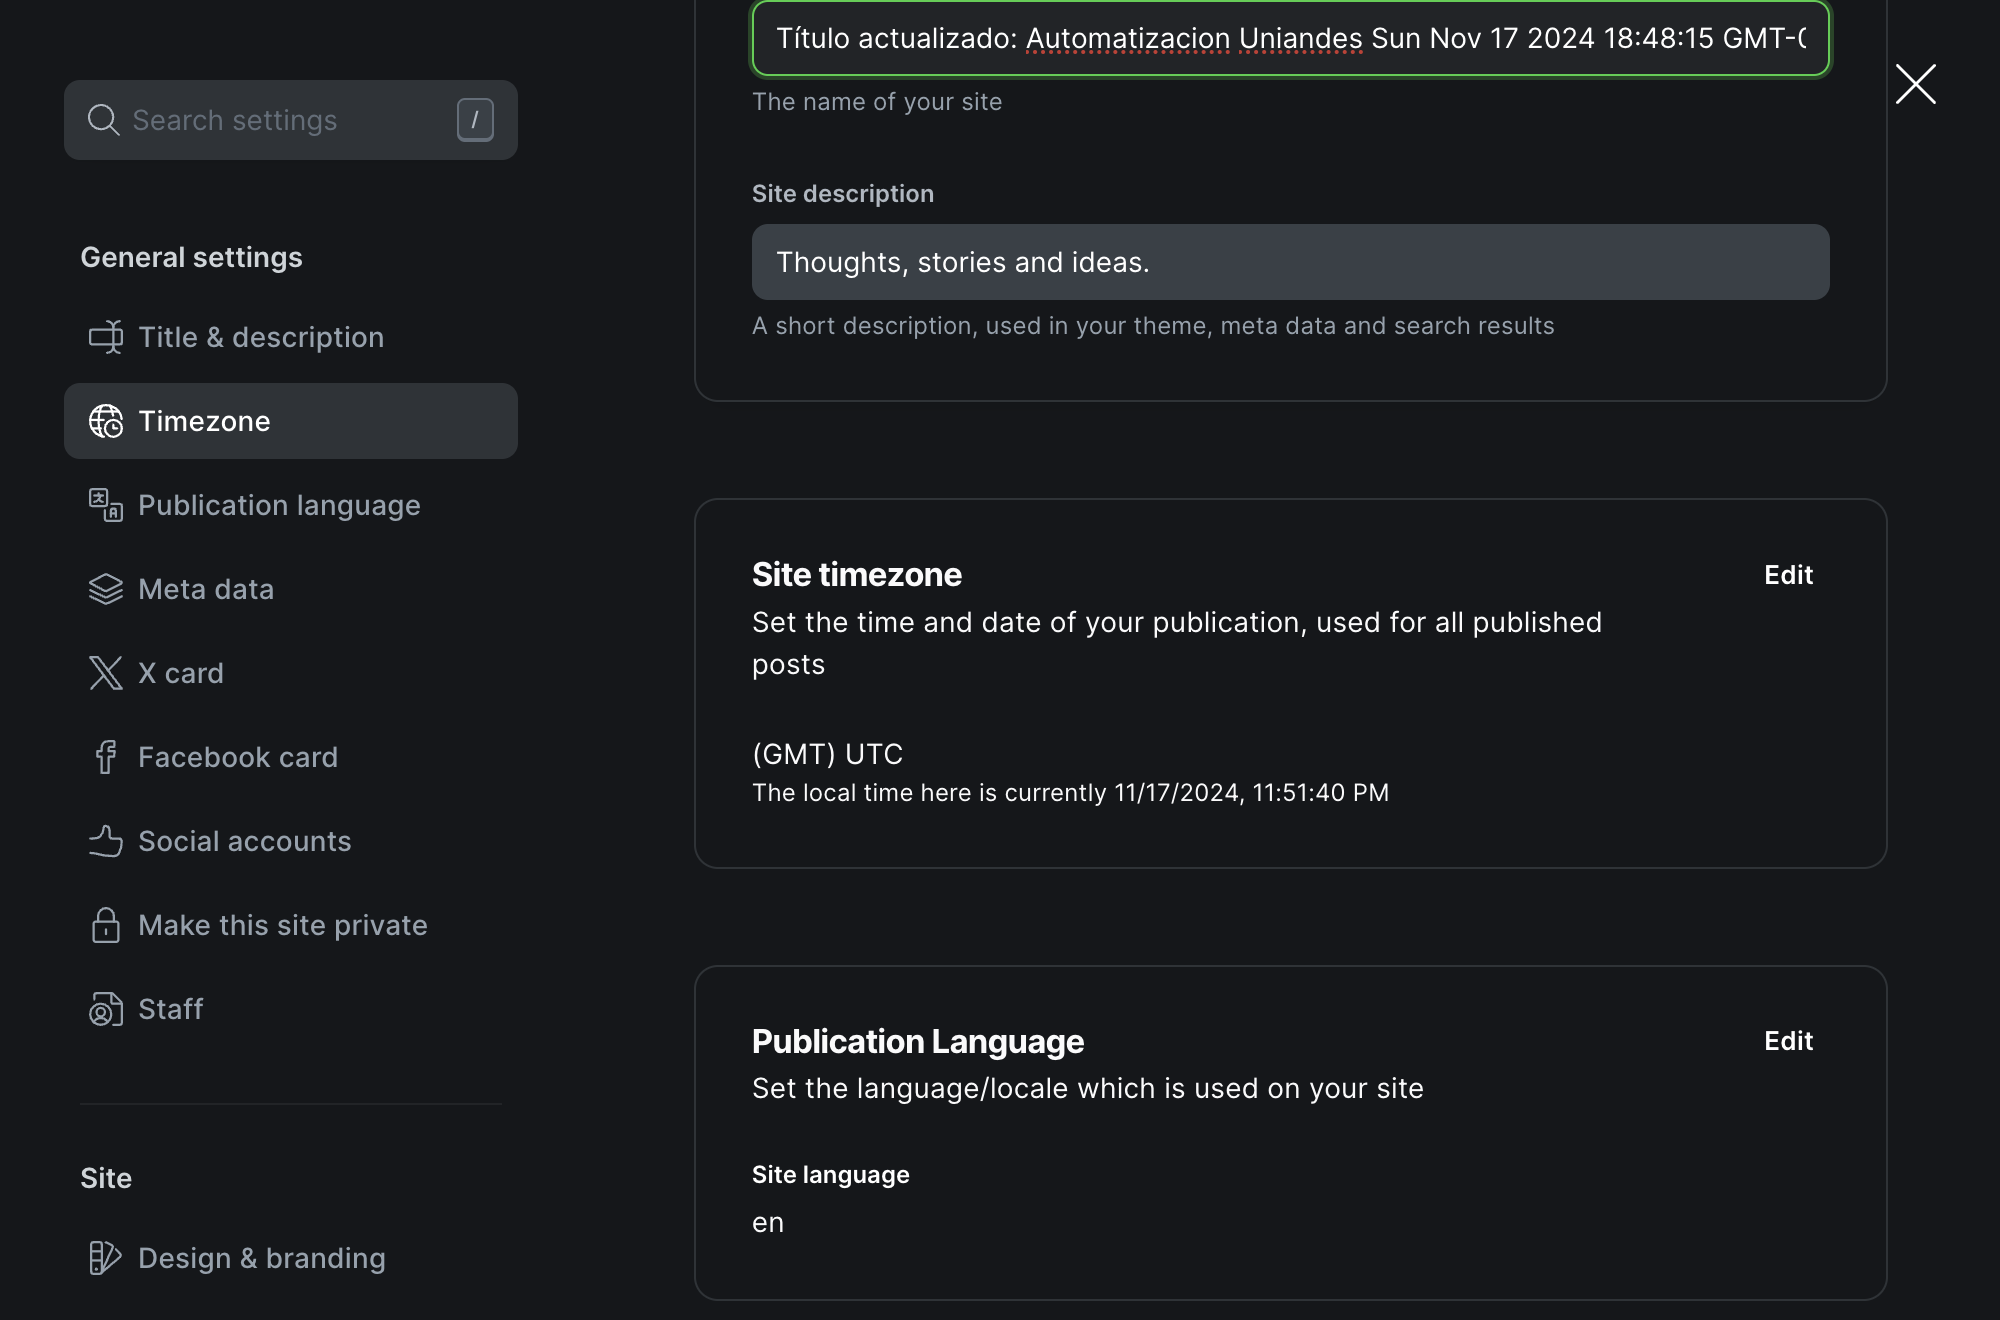 Search settings
/
General settings
Title & description
Timezone
Publication language
Meta data
X card
Facebook card
Social accounts
Make this site private
Staff
Site
Design & branding
Título actualizado: Automatizacion Uniandes Sun Nov 17 2024 18:48:15 GMT-
The name of your site
Site description
Thoughts, stories and ideas.
A short description, used in your theme, meta data and search results
Site timezone
Edit
Set the time and date of your publication, used for all published
posts
(GMT) UTC
The local time here is currently 11/17/2024, 11:51:40 PM
Publication Language
Edit
Set the language/locale which is used on your site
Site language
en